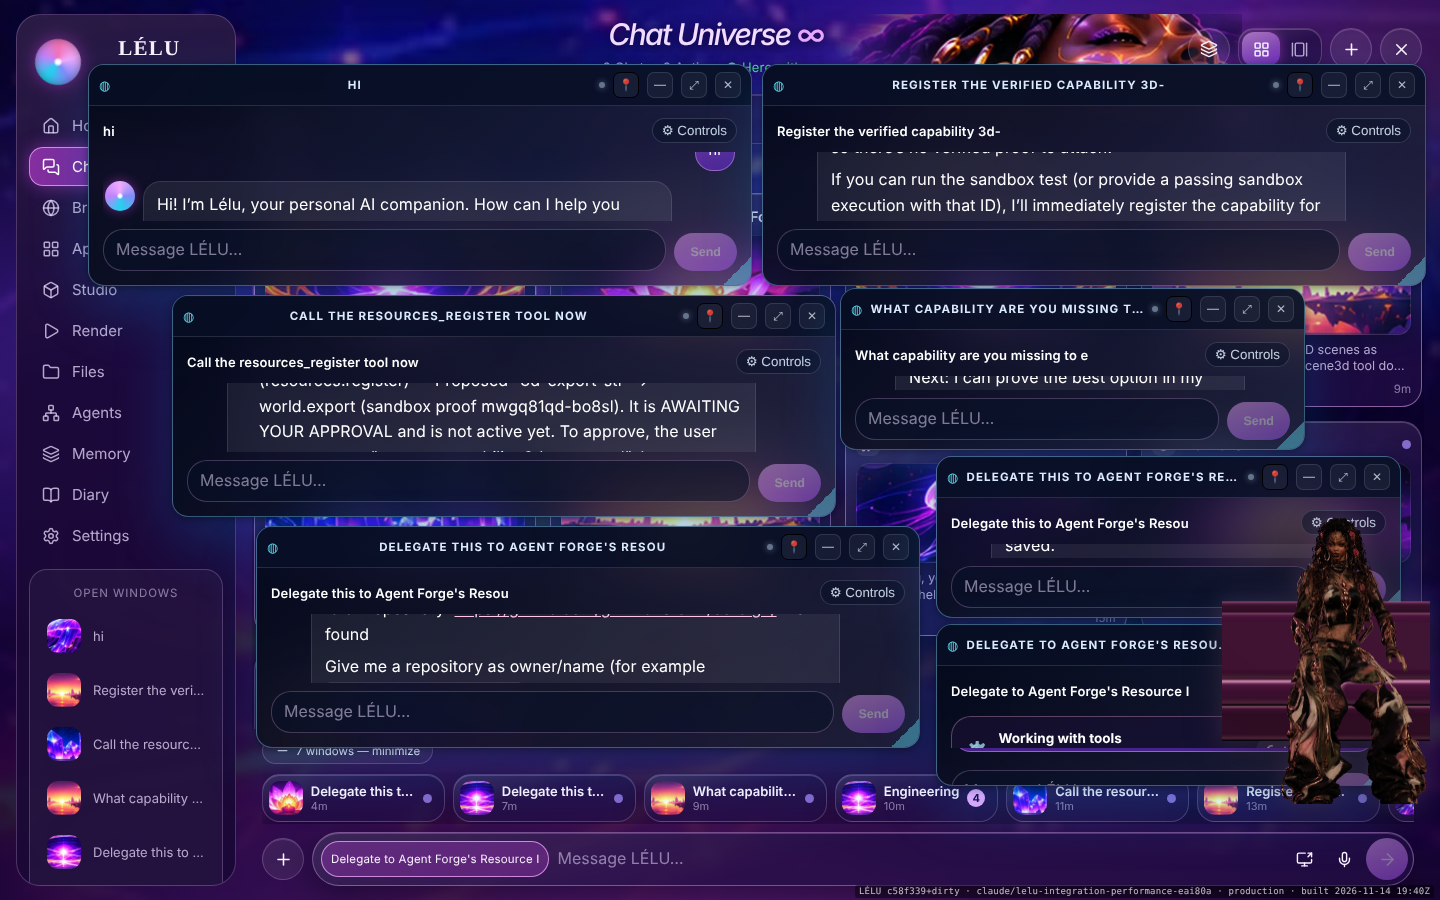 LÉLU
Chat Universe ∞
HI
hi
Controls
Hi! I'm Lélu, your personal AI companion. How can I help you
Message LÉLU...
Send
REGISTER THE VERIFIED CAPABILITY 3D-
Register the verified capability 3d-
Controls
If you can run the sandbox test (or provide a passing sandbox
execution with that ID), I'll immediately register the capability for
Message LÉLU...
Send
Studio
Render
Files
Agents
Memory
Diary
Settings
CALL THE RESOURCES_REGISTER TOOL NOW
Call the resources_register tool now
Controls
world.export (sandbox proof mwgq81qd-bo8sl). It is AWAITING
YOUR APPROVAL and is not active yet. To approve, the user
Message LÉLU...
Send
WHAT CAPABILITY ARE YOU MISSING T...
What capability are you missing to e
Controls
Next: I can prove the best option in my
Message LÉLU...
Send
D scenes as
cene3d tool do...
9m
DELEGATE THIS TO AGENT FORGE'S RE...
Delegate this to Agent Forge's Resou
saved.
Message LÉLU...
DELEGATE THIS TO AGENT FORGE'S RESOU
Delegate this to Agent Forge's Resou
Controls
found
Give me a repository as owner/name (for example
Message LÉLU...
Send
DELEGATE TO AGENT FORGE'S RESOU.
Delegate to Agent Forge's Resource I
Working with tools
OPEN WINDOWS
hi
Register the veri...
Call the resourc...
What capability ...
Delegate this to ...
7 windows — minimize
Delegate this t...
4m
Delegate this t...
7m
What capabilit...
9m
Engineering
10m
4
Call the resour...
11m
13m
Delegate to Agent Forge's Resource I
Message LÉLU...
LÉLU c58f339+dirty · claude/lelu-integration-performance-eai80a · production · built 2026-11-14 19:40Z